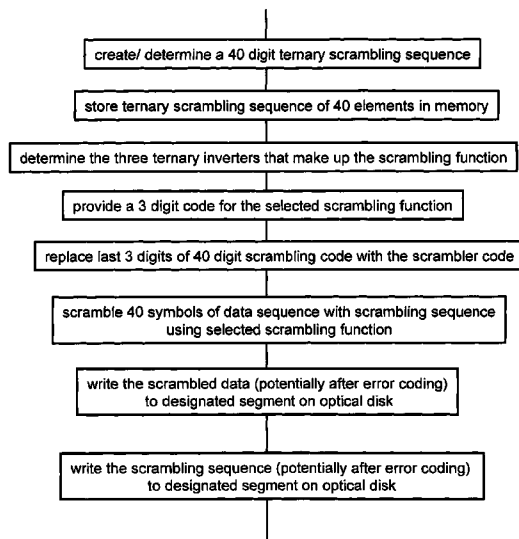 create/ determine a 40 digit ternary scrambling sequence
store ternary scrambling sequence of 40 elements in memory
determine the three ternary inverters that make up the scrambling function
provide a 3 digit code for the selected scrambling function
replace last 3 digits of 40 digit scrambling code with the scrambler code
scramble 40 symbols of data sequence with scrambling sequence
using selected scrambling function
write the scrambled data (potentially after error coding)
to designated segment on optical disk
write the scrambling sequence (potentially after error coding)
to designated segment on optical disk